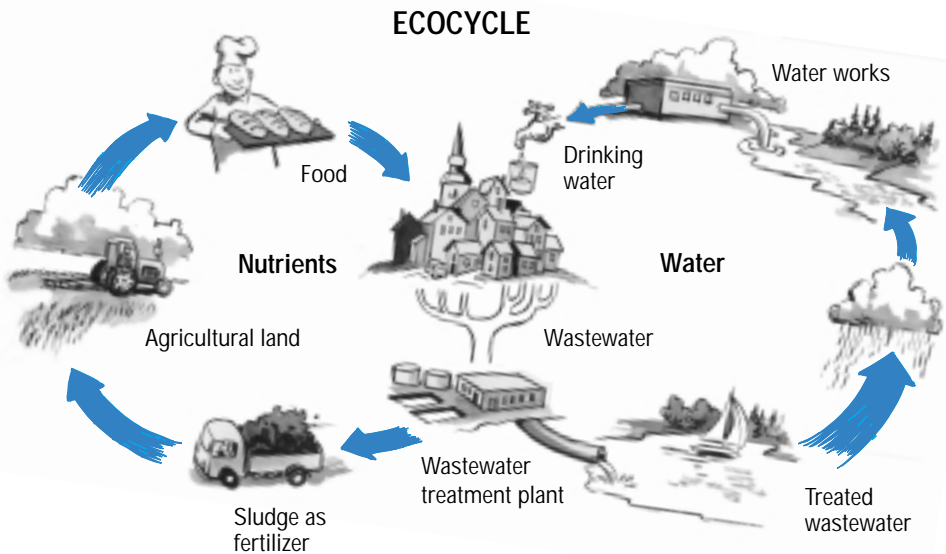 ECOCYCLE
Water works
Drinking
water
Food
Nutrients
Water
Agricultural land
Wastewater
Wastewater
treatment plant
Sludge as
fertilizer
Treated
wastewater